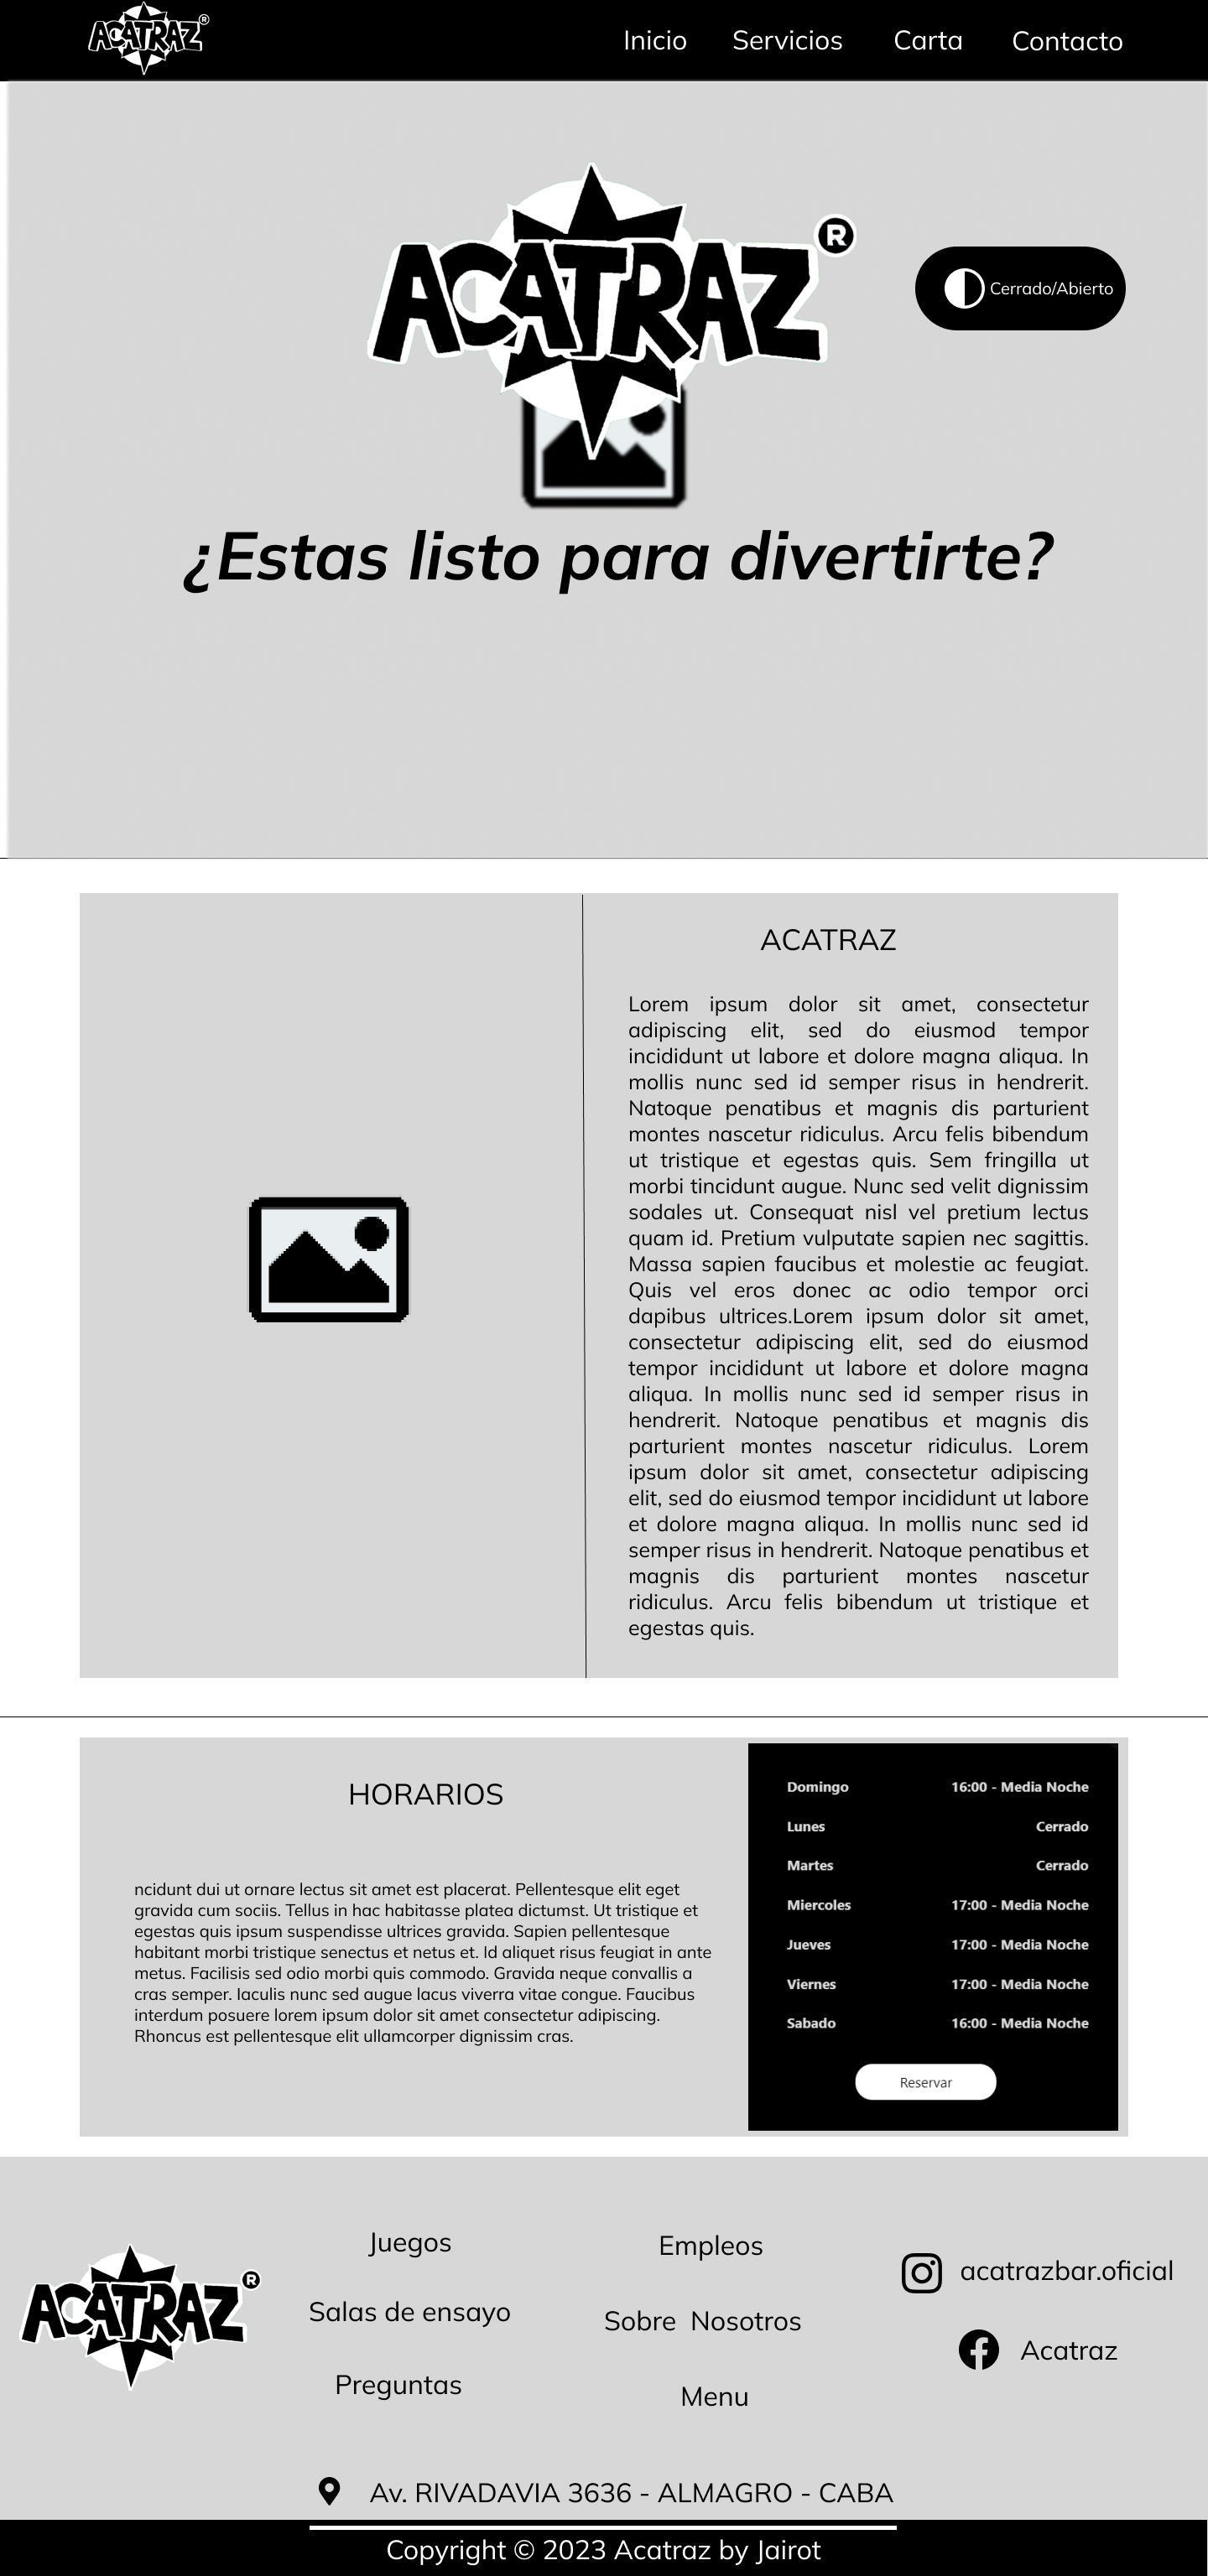 ACATRAZ®
Inicio Servicios Carta Contacto
ACATRAZ®
Cerrado/Abierto
¿Estas listo para divertirte?
ACATRAZ
Lorem ipsum dolor sit amet, consectetur
adipiscing elit, sed do eiusmod tempor
incididunt ut labore et dolore magna aliqua. In
mollis nunc sed id semper risus in hendrerit.
Natoque penatibus et magnis dis parturient
montes nascetur ridiculus. Arcu felis bibendum
ut tristique et egestas quis. Sem fringilla ut
morbi tincidunt augue. Nunc sed velit dignissim
sodales ut. Consequat nisl vel pretium lectus
quam id. Pretium vulputate sapien nec sagittis.
Massa sapien faucibus et molestie ac feugiat.
Quis vel eros donec ac odio tempor orci
dapibus ultrices.Lorem ipsum dolor sit amet,
consectetur adipiscing elit, sed do eiusmod
tempor incididunt ut labore et dolore magna
aliqua. In mollis nunc sed id semper risus in
hendrerit. Natoque penatibus et magnis dis
parturient montes nascetur ridiculus. Lorem
ipsum dolor sit amet, consectetur adipiscing
elit, sed do eiusmod tempor incididunt ut labore
et dolore magna aliqua. In mollis nunc sed id
semper risus in hendrerit. Natoque penatibus et
magnis dis parturient montes nascetur
ridiculus. Arcu felis bibendum ut tristique et
egestas quis.
HORARIOS
ncidunt dui ut ornare lectus sit amet est placerat. Pellentesque elit eget
gravida cum sociis. Tellus in hac habitasse platea dictumst. Ut tristique et
egestas quis ipsum suspendisse ultrices gravida. Sapien pellentesque
habitant morbi tristique senectus et netus et. Id aliquet risus feugiat in ante
metus. Facilisis sed odio morbi quis commodo. Gravida neque convallis a
cras semper. Iaculis nunc sed augue lacus viverra vitae congue. Faucibus
interdum posuere lorem ipsum dolor sit amet consectetur adipiscing.
Rhoncus est pellentesque elit ullamcorper dignissim cras.
Domingo 16:00 - Media Noche
Lunes Cerrado
Martes Cerrado
Miercoles 17:00 - Media Noche
Jueves 17:00 - Media Noche
Viernes 17:00 - Media Noche
Sabado 16:00 - Media Noche
Reservar
ACATRAZ®
Juegos
Salas de ensayo
Preguntas
Empleos
Sobre Nosotros
Menu
acatrazbar.oficial
Acatraz
Av. RIVADAVIA 3636 - ALMAGRO - CABA
Copyright © 2023 Acatraz by Jairot